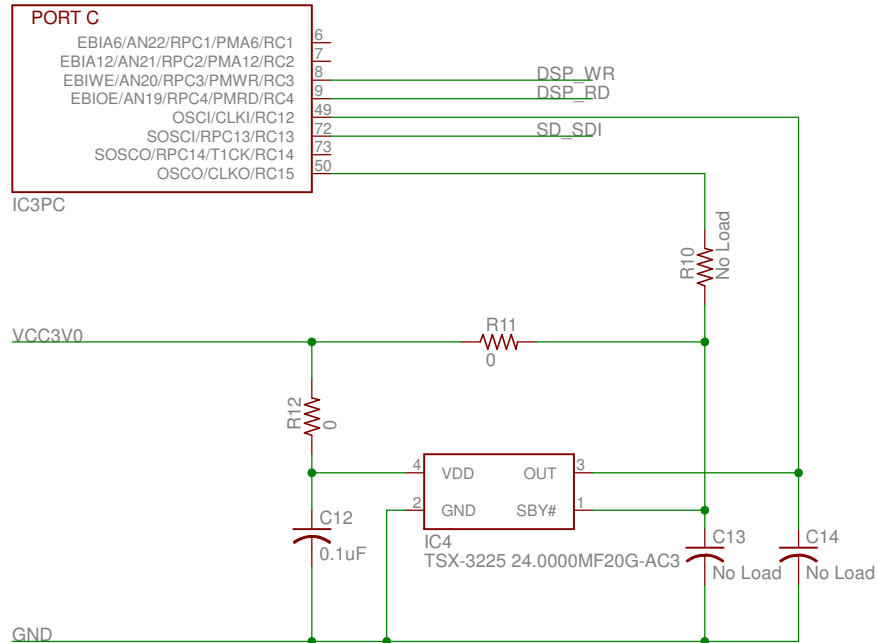 PORT C
EBIA6/AN22/RPC1/PMA6/RC1 6
EBIA12/AN21/RPC2/PMA12/RC2 7
EBIWE/AN20/RPC3/PMWR/RC3 8 DSP_WR
EBIOE/AN19/RPC4/PMRD/RC4 9 DSP_RD
OSCI/CLKI/RC12 49
SOSCI/RPC13/RC13 72 SD_SDI
SOSCO/RPC14/T1CK/RC14 73
OSCO/CLKO/RC15 50
IC3PC
R10
No Load
VCC3V0
R11
0
R12
0
4 VDD OUT 3
2 GND SBY# 1
IC4
TSX-3225 24.0000MF20G-AC3
C12
0.1uF
C13
No Load
C14
No Load
GND